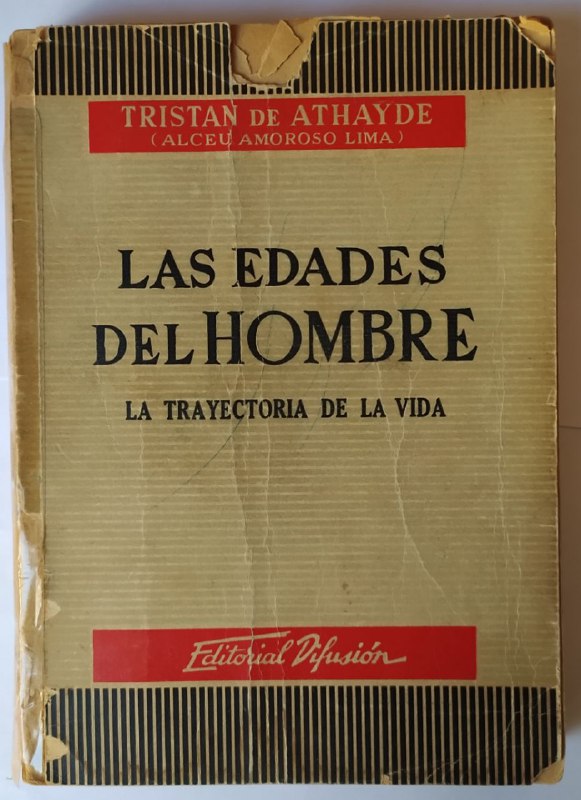 TRISTAN DE ATHAYDE
(ALCEU AMOROSO LIMA)
LAS EDADES
DEL HOMBRE
LA TRAYECTORIA DE LA VIDA
Editorial Difusión